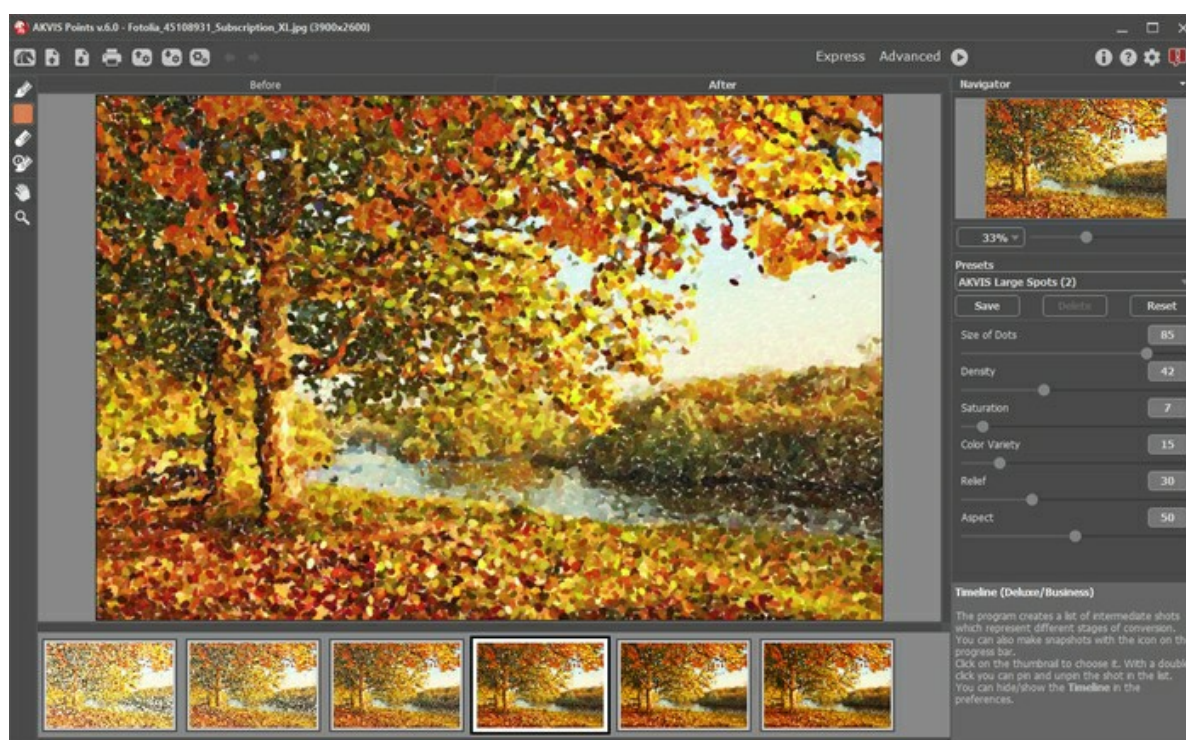 AKVIS Points v.6.0 - Fotolia_45108931_Subscription_XL.jpg (3900x2600)
Express Advanced
Before After
Navigator
33%
Presets
AKVIS Large Spots (2)
Save Delete Reset
Size of Dots 85
Density 42
Saturation 7
Color Variety 15
Relief 30
Aspect 50
Timeline (Deluxe/Business)
The program creates a list of intermediate shots
which represent different stages of conversion.
You can also make snapshots with the icon on th
progress bar.
Click on the thumbnail to choose it. With a double
click you can pin and unpin the shot in the list.
You can hide/show the Timeline in the
preferences.